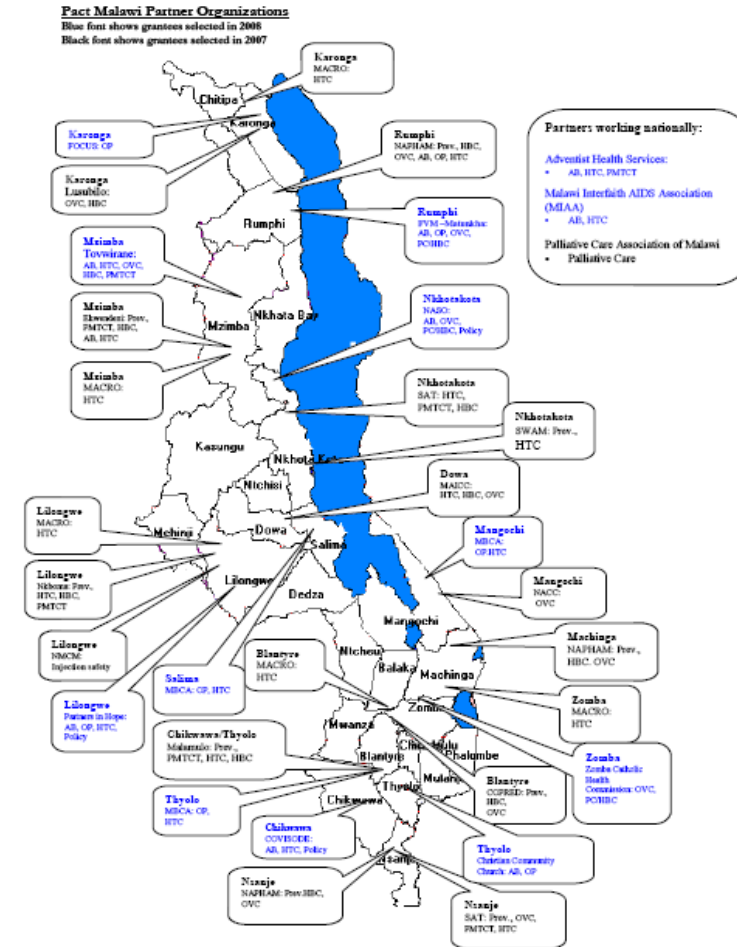 Pact Malawi Partner Organizations
Blue font shows grantees selected in 2008
Black font shows grantees selected in 2007
Karonga
MACRO:
HTC
Chitipa
Karonga
Karonga
FOCUS: OP
Partners working nationally:
Adventist Health Services:
• AB, HTC, PMTCT
Malawi Interfaith AIDS Association
(MIAA)
• AB, HTC
Palliative Care Association of Malawi
• Palliative Care
Rumphi
NAPHAM: Prev., HBC,
OVC, AB, OP, HTC
Karonga
Lusubilo:
OVC, HBC
Rumphi
Rumphi
PVM –Matunkha:
AB, OP, OVC,
PC/HBC
Mzimba
Tovwirane:
AB, HTC, OVC,
HBC, PMTCT
Nkhotakota
NASO:
AB, OVC,
PC/HBC, Policy
Mzimba
Ekwendeni: Prev.,
PMTCT, HBC,
AB, HTC
Nkhata Bay
Mzimba
Mzimba
MACRO:
HTC
Nkhotakota
SAT: HTC,
PMTCT, HBC
Nkhotakota
SWAM: Prev.,
HTC
Kasungu
Nkhota Kota
Ntchisi
Dowa
MAICC:
HTC, HBC, OVC
Lilongwe
MACRO:
HTC
Mchinji
Dowa
Salima
Mangochi
MBCA:
OP,HTC
Lilongwe
Nkhoma: Prev.,
HTC, HBC,
PMTCT
Lilongwe
Dedza
Mangochi
NACC:
OVC
Mangochi
Lilongwe
NMCM:
Injection safety
Machinga
NAPHAM: Prev.,
HBC. OVC
Blantyre
MACRO:
HTC
Ntcheu
Balaka
Machinga
Salima
MBCA: OP, HTC
Lilongwe
Partners in Hope:
AB, OP, HTC,
Policy
Zomba
MACRO:
HTC
Zomba
Mwanza
Chikwawa/Thyolo
Malamulo: Prev.,
PMTCT, HTC, HBC
Blantyre
Phalombe
Mulanje
Zomba
Zomba Catholic
Health
Commission: OVC,
PC/HBC
Blantyre
COPRED: Prev.,
HBC,
OVC
Thyolo
MBCA: OP,
HTC
Thyolo
Chikwawa
Chikwawa
COVISODE:
AB, HTC, Policy
Thyolo
Christian Community
Church: AB, OP
Nsanje
Nsanje
NAPHAM: Prev.HBC,
OVC
Nsanje
SAT: Prev., OVC,
PMTCT, HTC